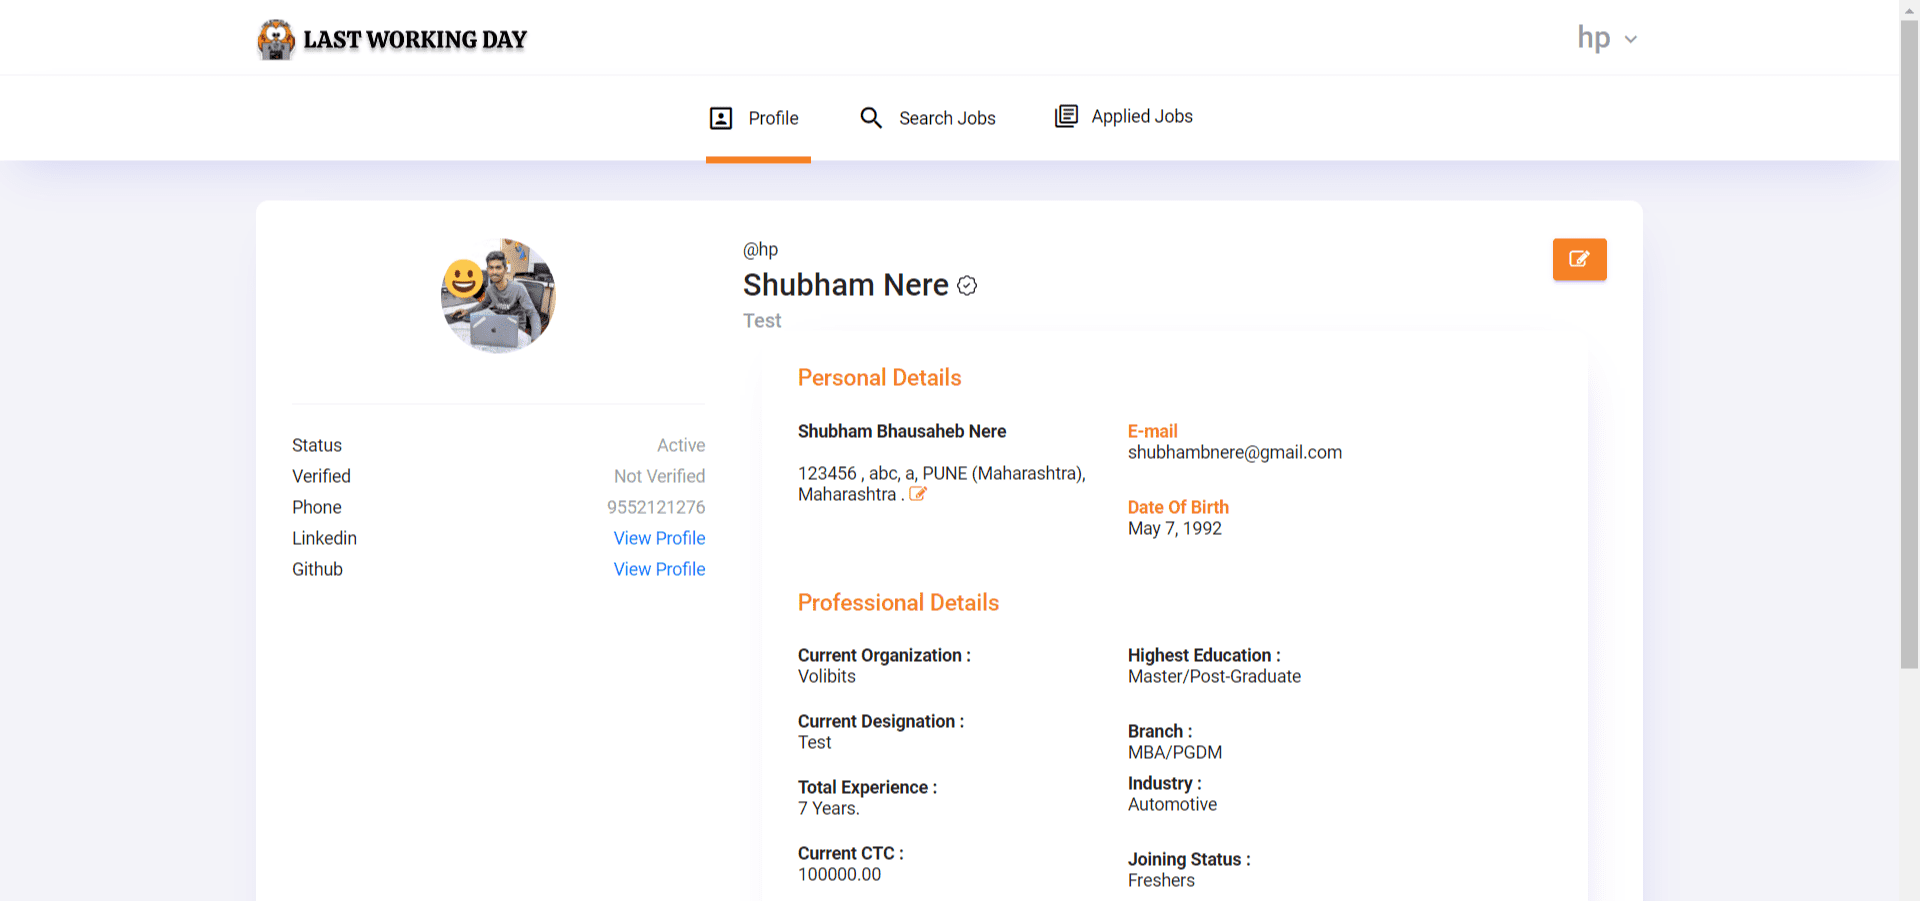 LAST WORKING DAY
hp
Profile
Search Jobs
Applied Jobs
@hp
Shubham Nere
Test
Status Active
Verified Not Verified
Phone 9552121276
Linkedin View Profile
Github View Profile
Personal Details
Shubham Bhausaheb Nere
123456 , abc, a, PUNE (Maharashtra),
Maharashtra .
E-mail
shubhambnere@gmail.com
Date Of Birth
May 7, 1992
Professional Details
Current Organization :
Volibits
Current Designation :
Test
Total Experience :
7 Years.
Current CTC :
100000.00
Highest Education :
Master/Post-Graduate
Branch :
MBA/PGDM
Industry :
Automotive
Joining Status :
Freshers